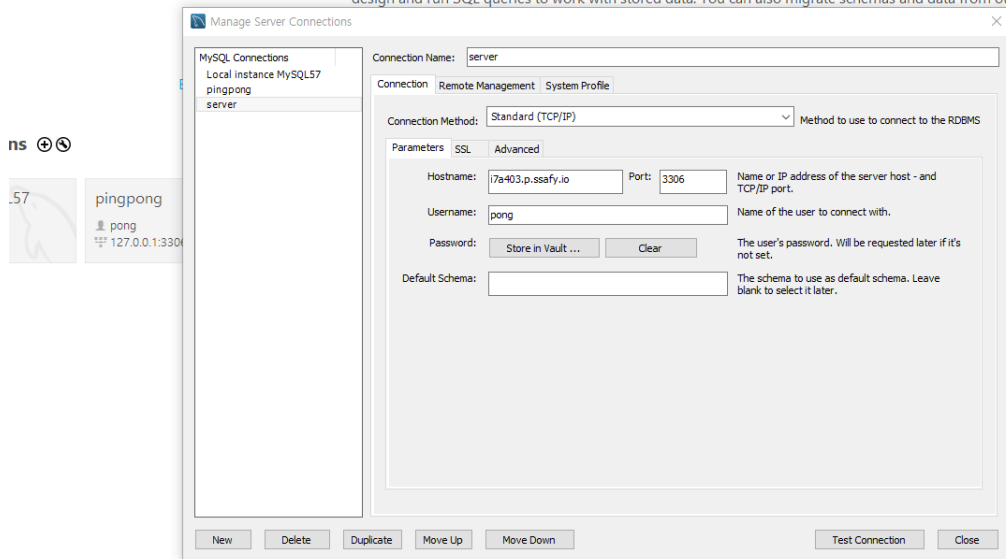 design and run SQL queries to work with stored data. You can also migrate schemas and data from o
Manage Server Connections
MySQL Connections
Local instance MySQL57
pingpong
server
Connection Name: server
Connection Remote Management System Profile
Connection Method: Standard (TCP/IP) Method to use to connect to the RDBMS
Parameters SSL Advanced
Hostname: i7a403.p.ssafy.io Port: 3306 Name or IP address of the server host - and
TCP/IP port.
Username: pong Name of the user to connect with.
Password: Store in Vault ... Clear The user's password. Will be requested later if it's
not set.
Default Schema: The schema to use as default schema. Leave
blank to select it later.
ns
57
pingpong
pong
127.0.0.1:3306
New Delete Duplicate Move Up Move Down Test Connection Close